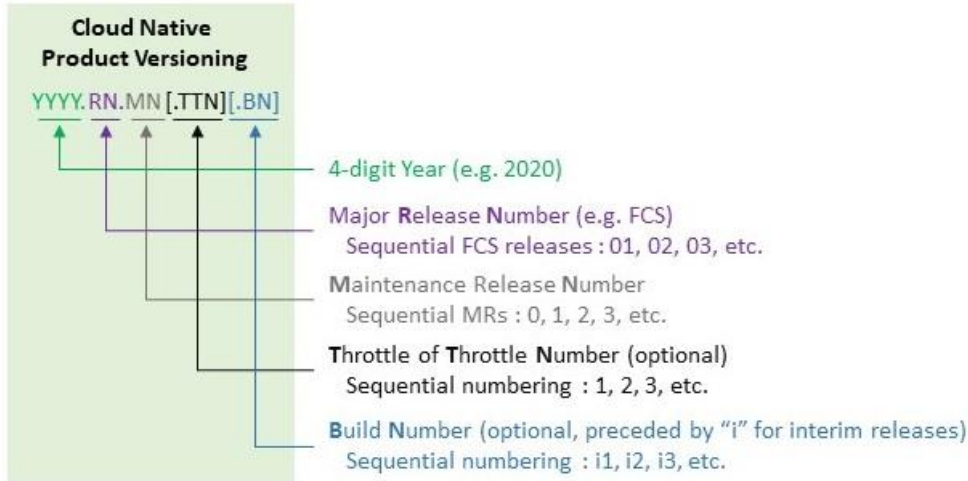 Cloud Native
Product Versioning
YYYY.RN.MN[.TTN][.BN]
4-digit Year (e.g. 2020)
Major Release Number (e.g. FCS)
Sequential FCS releases : 01, 02, 03, etc.
Maintenance Release Number
Sequential MRs : 0, 1, 2, 3, etc.
Throttle of Throttle Number (optional)
Sequential numbering : 1, 2, 3, etc.
Build Number (optional, preceded by “i” for interim releases)
Sequential numbering : i1, i2, i3, etc.